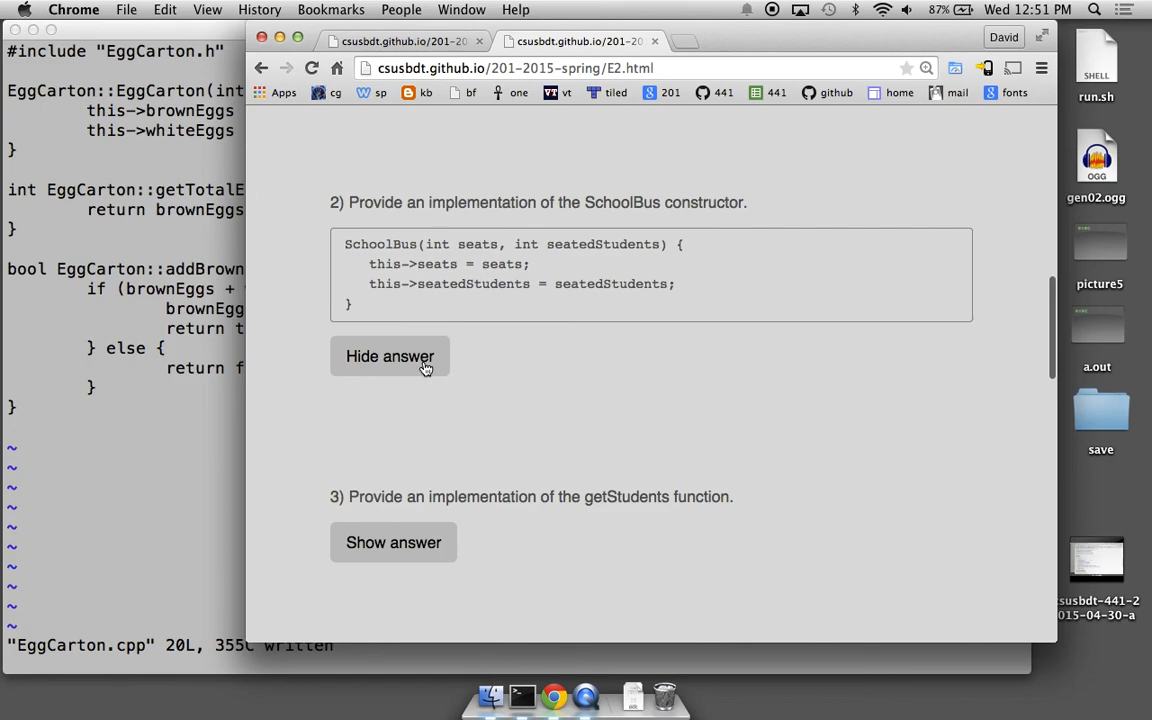 Chrome File Edit View History Bookmarks People Window Help 87% Wed 12:51 PM
#include "EggCarton.h"
EggCarton::EggCarton(int
this->brownEggs
this->whiteEggs
}
int EggCarton::getTotalE
return brownEggs
}
bool EggCarton::addBrown
if (brownEggs +
brownEgg
return t
} else {
return f
}
}
~
~
~
~
~
~
~
~
~
~
"EggCarton.cpp" 20L, 355C written
csusbdt.github.io/201-20 csusbdt.github.io/201-20 David
csusbdt.github.io/201-2015-spring/E2.html
Apps cg sp kb bf one vt tiled 201 441 441 github home mail fonts
2) Provide an implementation of the SchoolBus constructor.
SchoolBus(int seats, int seatedStudents) {
this->seats = seats;
this->seatedStudents = seatedStudents;
}
Hide answer
3) Provide an implementation of the getStudents function.
Show answer
SHELL
run.sh
OGG
gen02.ogg
picture5
a.out
save
csusbdt-441-2
015-04-30-a